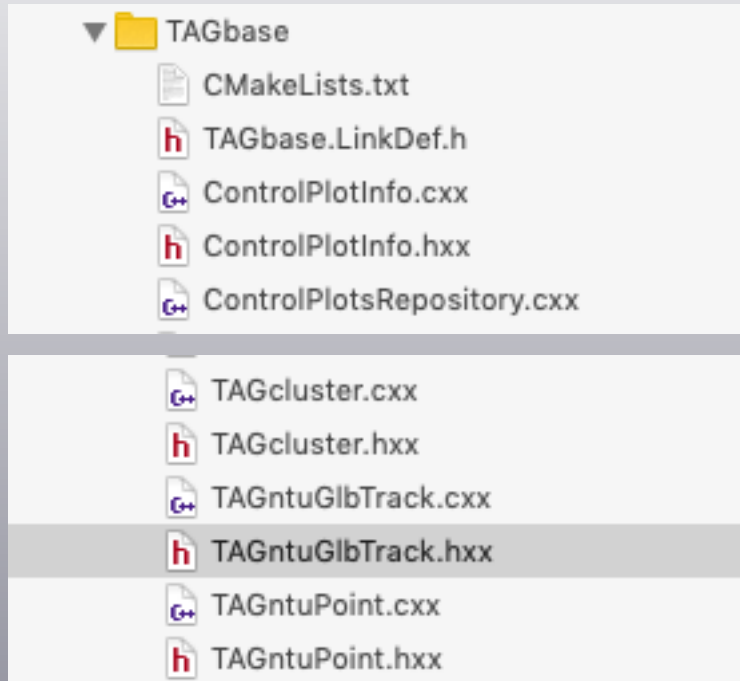 TAGbase
CMakeLists.txt
h TAGbase.LinkDef.h
C++ ControlPlotInfo.cxx
h ControlPlotInfo.hxx
C++ ControlPlotsRepository.cxx
C++ TAGcluster.cxx
h TAGcluster.hxx
C++ TAGntuGlbTrack.cxx
h TAGntuGlbTrack.hxx
C++ TAGntuPoint.cxx
h TAGntuPoint.hxx